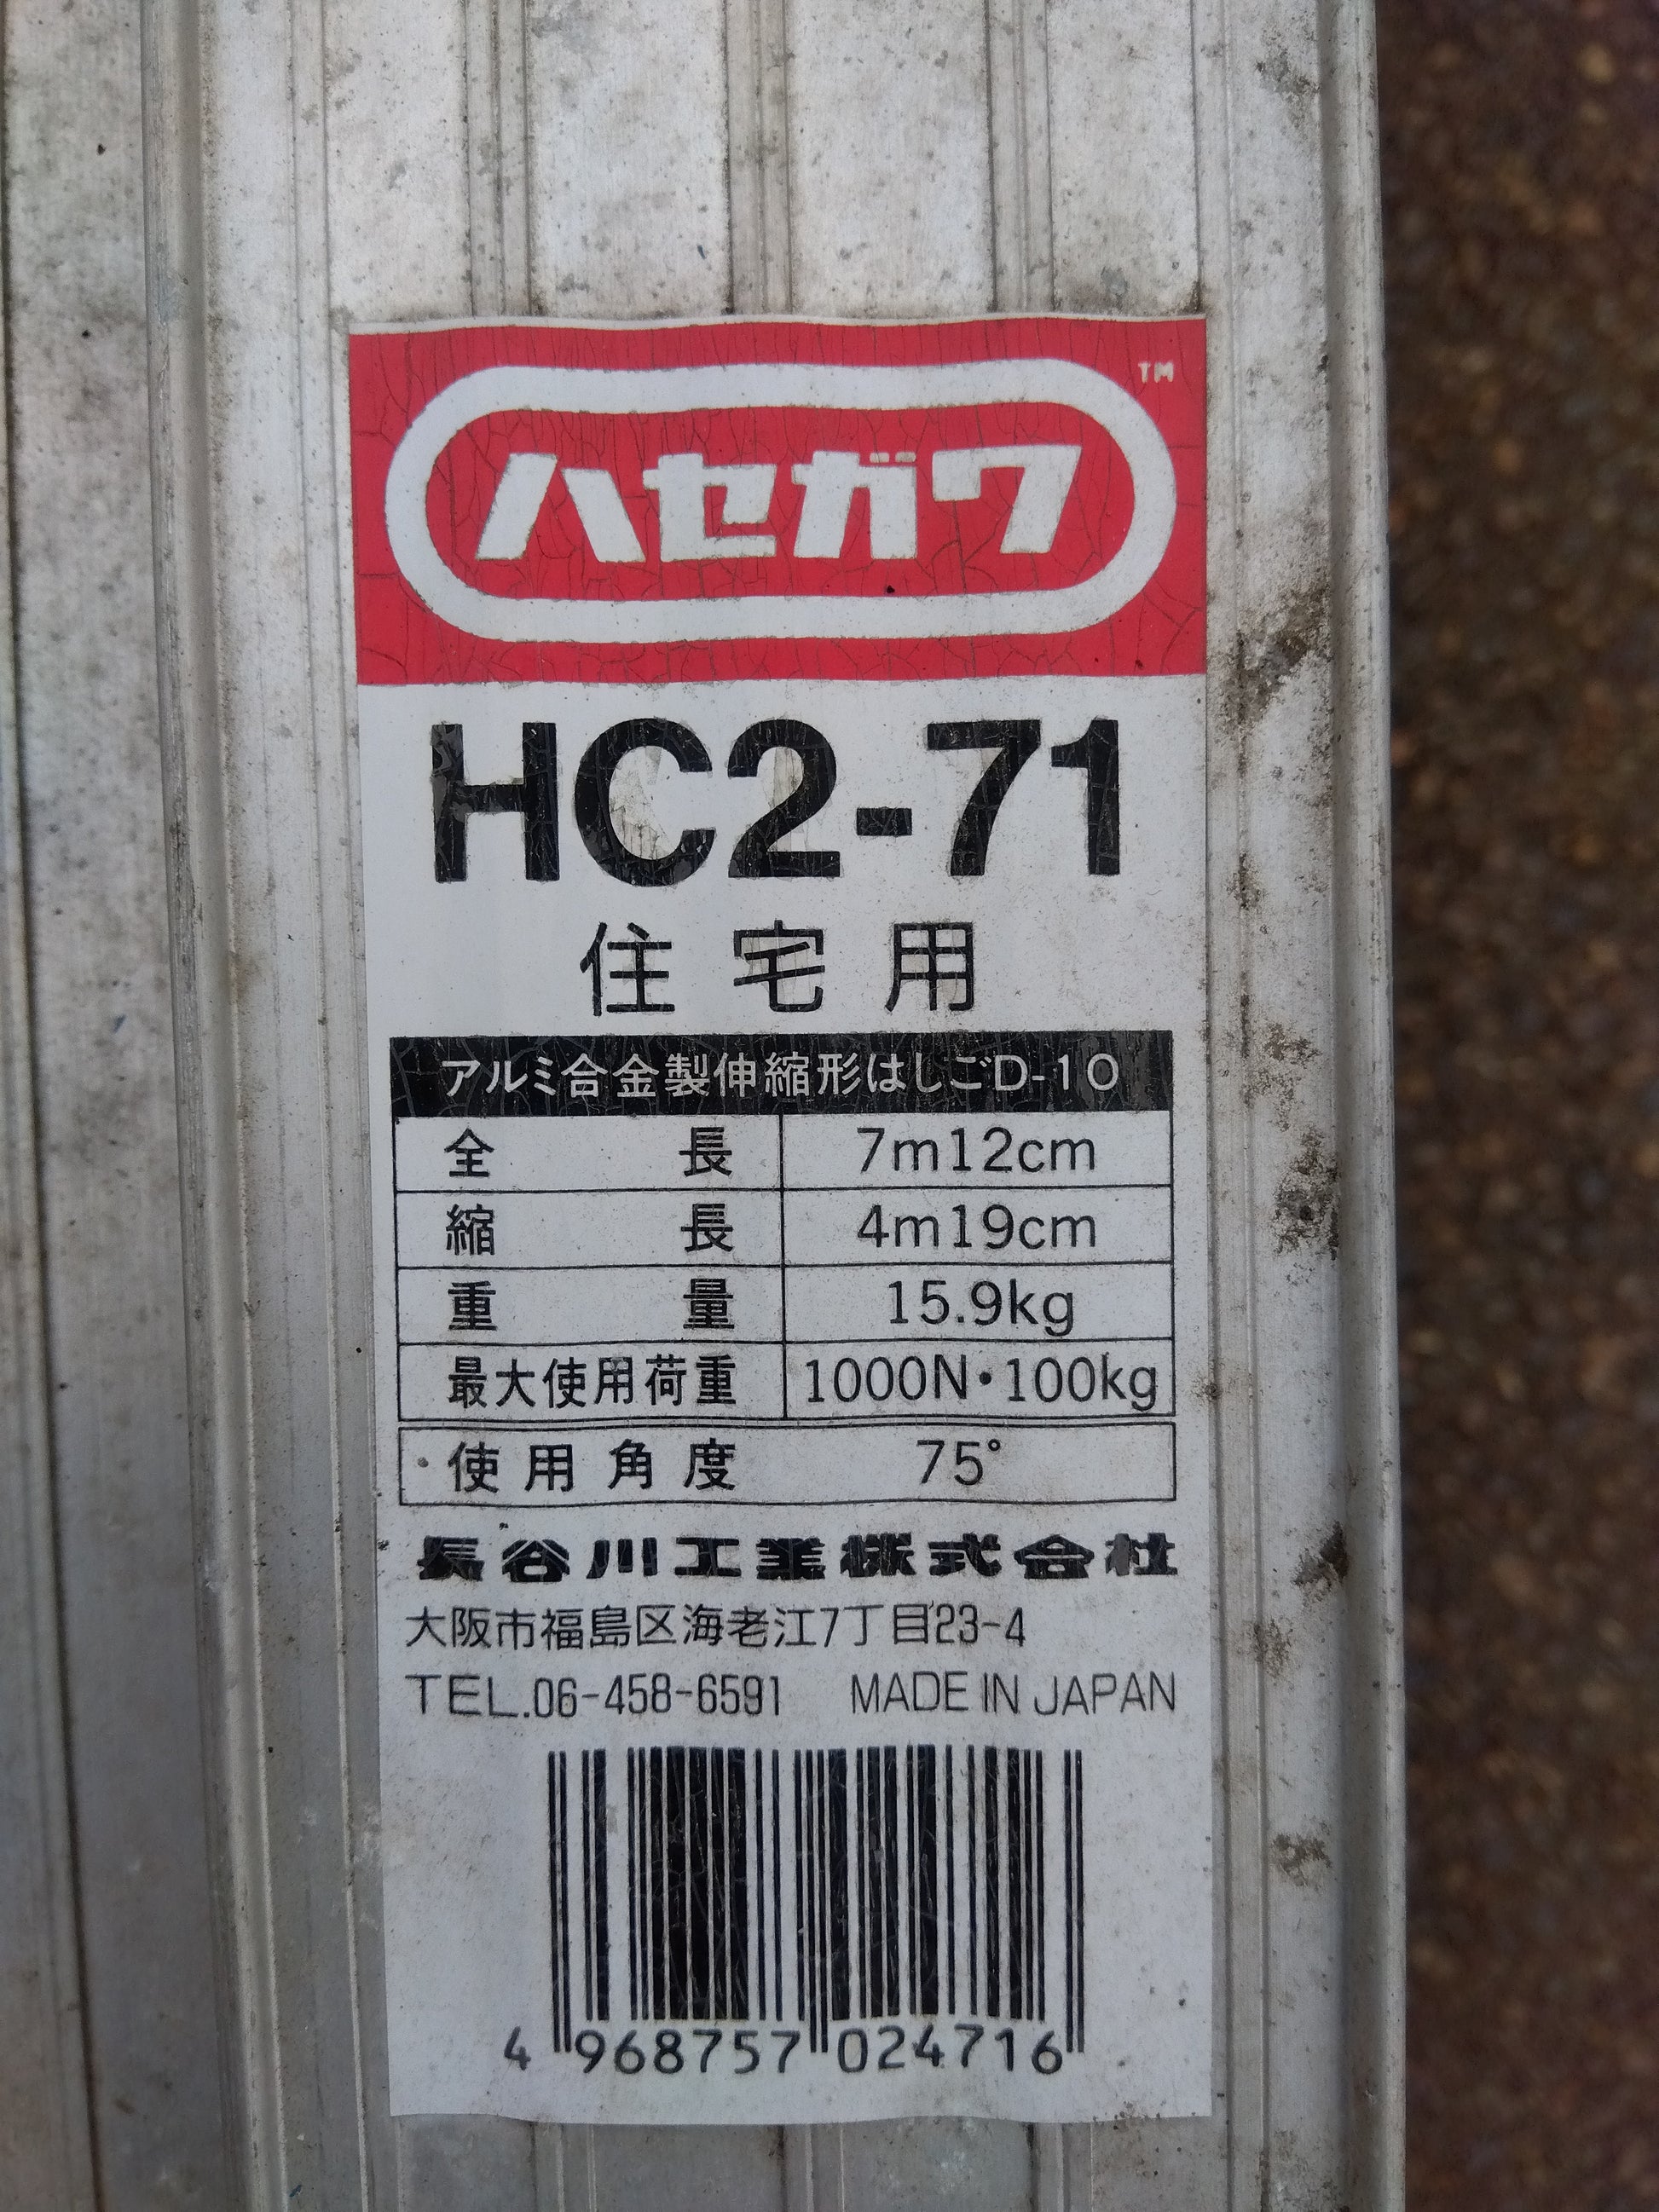 ハセガワ TM
HC2-71
住宅用
アルミ合金製伸縮形はしごD-10
全長 7m12cm
縮長 4m19cm
重量 15.9kg
最大使用荷重 1000N・100kg
・使用角度 75°
長谷川工業株式会社
大阪市福島区海老江7丁目23-4
TEL.06-458-6591 MADE IN JAPAN
4 968757 024716